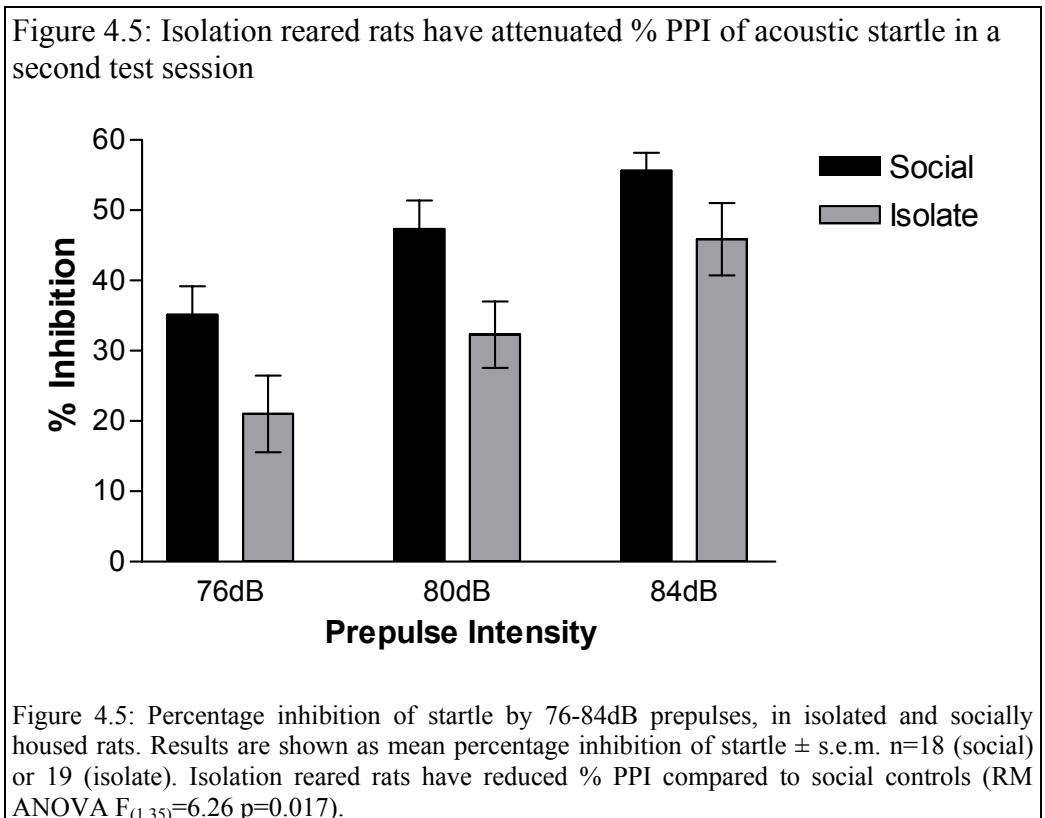 Figure 4.5: Isolation reared rats have attenuated % PPI of acoustic startle in a
second test session
60
50
40
30
20
10
0
% Inhibition
Social
Isolate
76dB
80dB
84dB
Prepulse Intensity
Figure 4.5: Percentage inhibition of startle by 76-84dB prepulses, in isolated and socially
housed rats. Results are shown as mean percentage inhibition of startle ± s.e.m. n=18 (social)
or 19 (isolate). Isolation reared rats have reduced % PPI compared to social controls (RM
ANOVA F(1,35)=6.26 p=0.017).